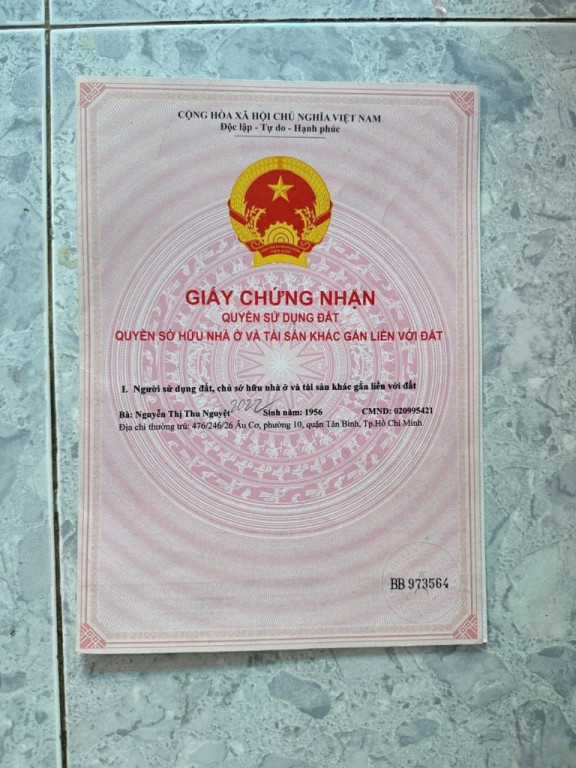 CỘNG HÒA XÃ HỘI CHỦ NGHĨA VIỆT NAM
Độc lập - Tự do - Hạnh phúc
GIẤY CHỨNG NHẬN
QUYỀN SỬ DỤNG ĐẤT
QUYỀN SỞ HỮU NHÀ Ở VÀ TÀI SẢN KHÁC GẮN LIỀN VỚI ĐẤT
I. Người sử dụng đất, chủ sở hữu nhà ở và tài sản khác gắn liền với đất
Bà: Nguyễn Thị Thu Nguyệt Sinh năm: 1956 CMND: 020995421
Địa chỉ thường trú: 476/246/26 Âu Cơ, phường 10, quận Tân Bình, Tp.Hồ Chí Minh
BB 973564